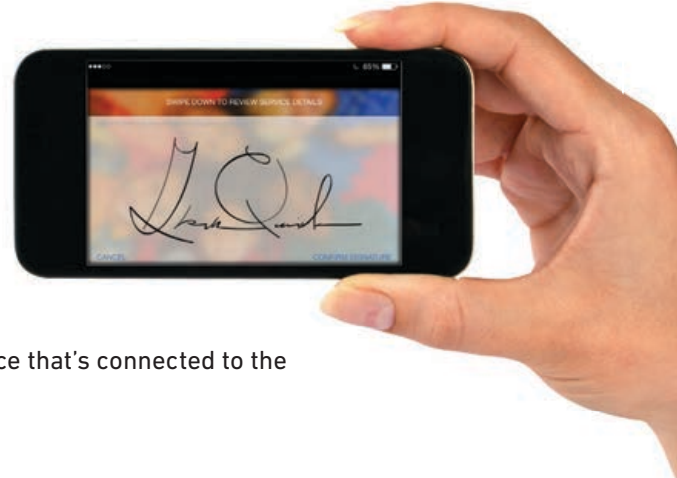 65%
SWIPE DOWN TO REVIEW SERVICE DETAILS
CANCEL
CONFIRM SIGNATURE
ce that's connected to the